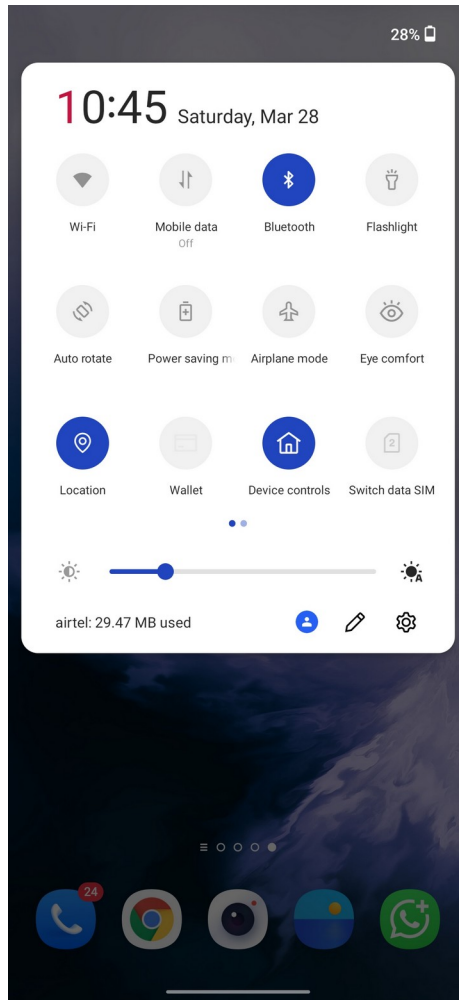 28%
10:45 Saturday, Mar 28
Wi-Fi Mobile data Bluetooth Flashlight
Off
Auto rotate Power saving m Airplane mode Eye comfort
2
Location Wallet Device controls Switch data SIM
A
airtel: 29.47 MB used
24